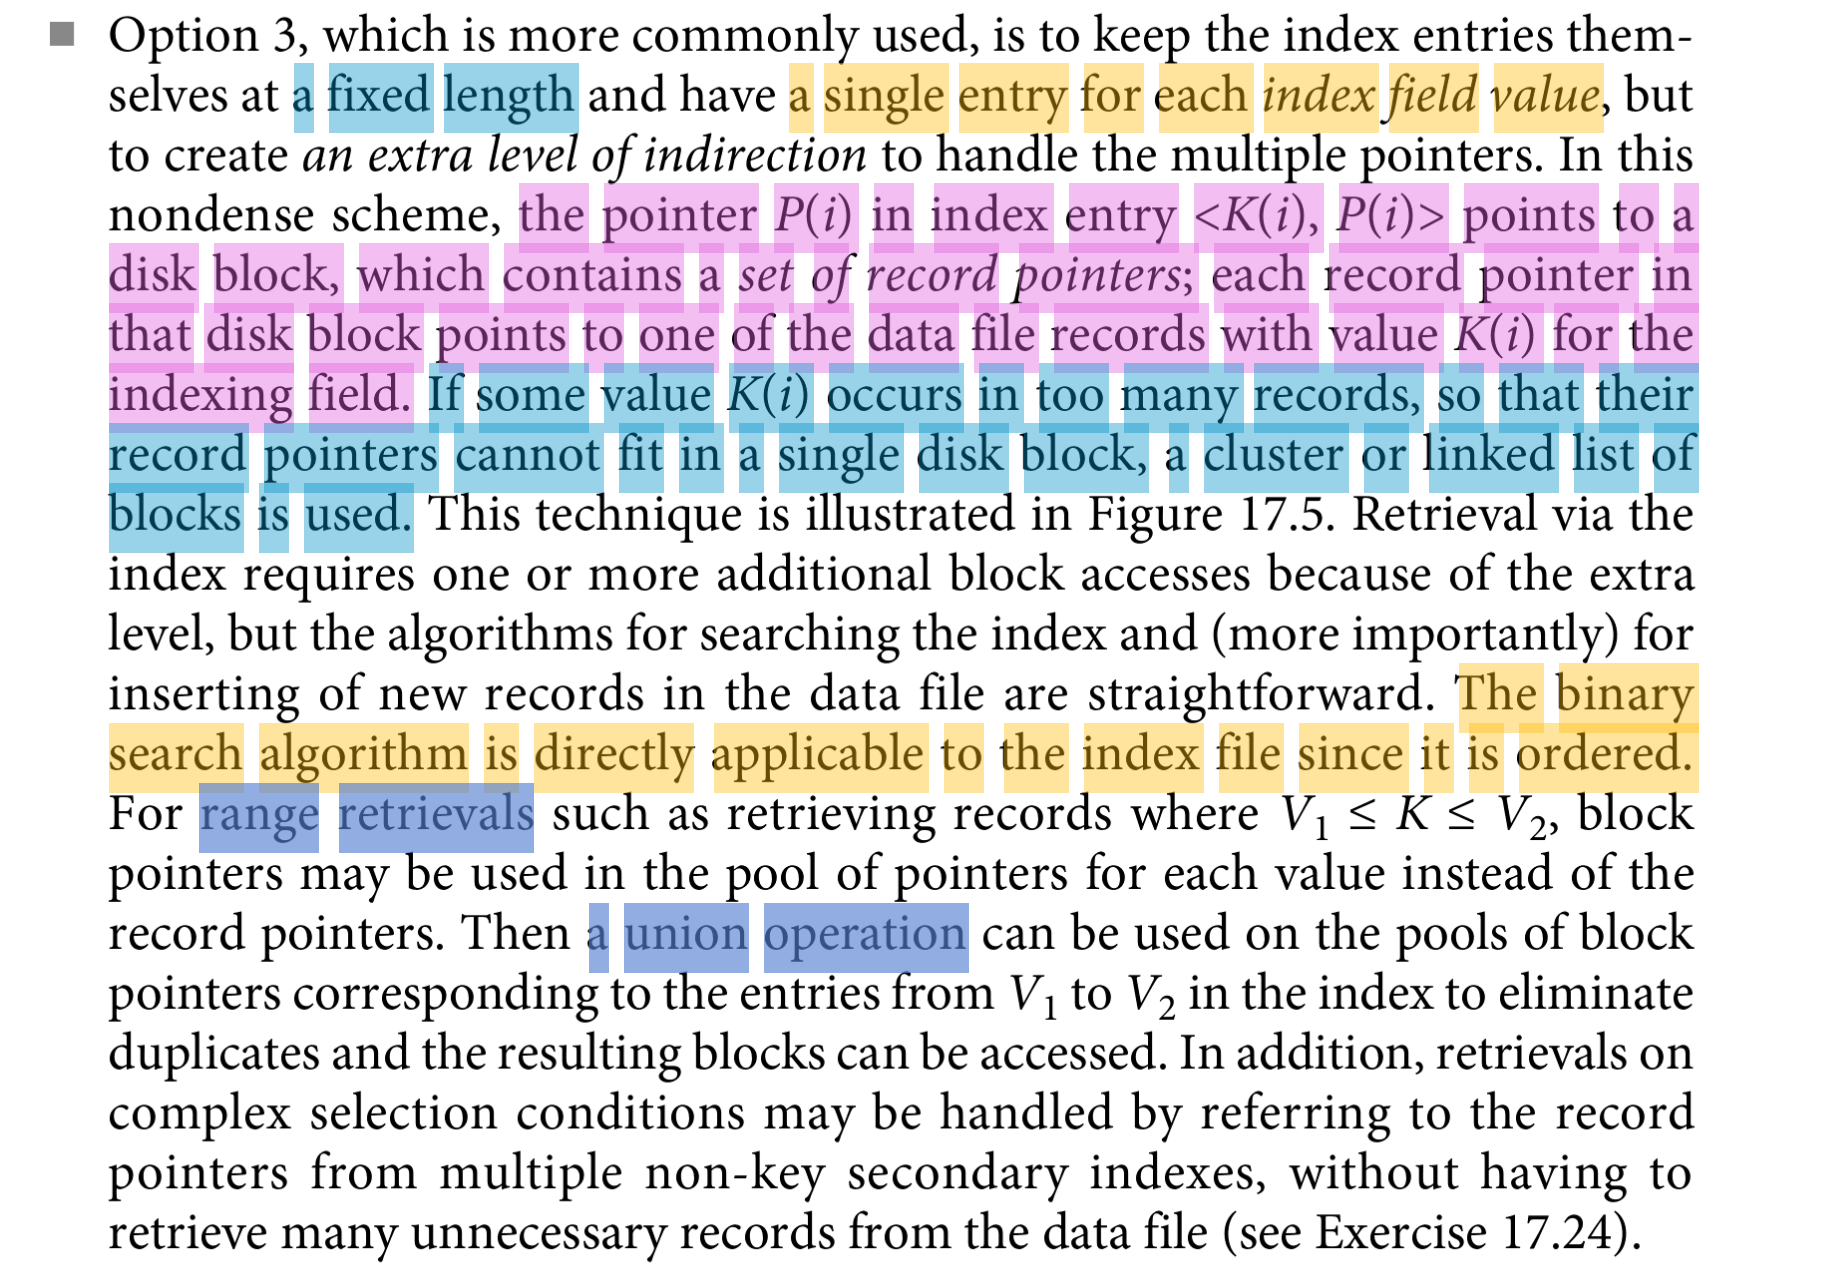 ■ Option 3, which is more commonly used, is to keep the index entries them-
selves at a fixed length and have a single entry for each index field value, but
to create an extra level of indirection to handle the multiple pointers. In this
nondense scheme, the pointer P(i) in index entry <K(i), P(i)> points to a
disk block, which contains a set of record pointers; each record pointer in
that disk block points to one of the data file records with value K(i) for the
indexing field. If some value K(i) occurs in too many records, so that their
record pointers cannot fit in a single disk block, a cluster or linked list of
blocks is used. This technique is illustrated in Figure 17.5. Retrieval via the
index requires one or more additional block accesses because of the extra
level, but the algorithms for searching the index and (more importantly) for
inserting of new records in the data file are straightforward. The binary
search algorithm is directly applicable to the index file since it is ordered.
For range retrievals such as retrieving records where V₁ ≤ K ≤ V₂, block
pointers may be used in the pool of pointers for each value instead of the
record pointers. Then a union operation can be used on the pools of block
pointers corresponding to the entries from V₁ to V₂ in the index to eliminate
duplicates and the resulting blocks can be accessed. In addition, retrievals on
complex selection conditions may be handled by referring to the record
pointers from multiple non-key secondary indexes, without having to
retrieve many unnecessary records from the data file (see Exercise 17.24).